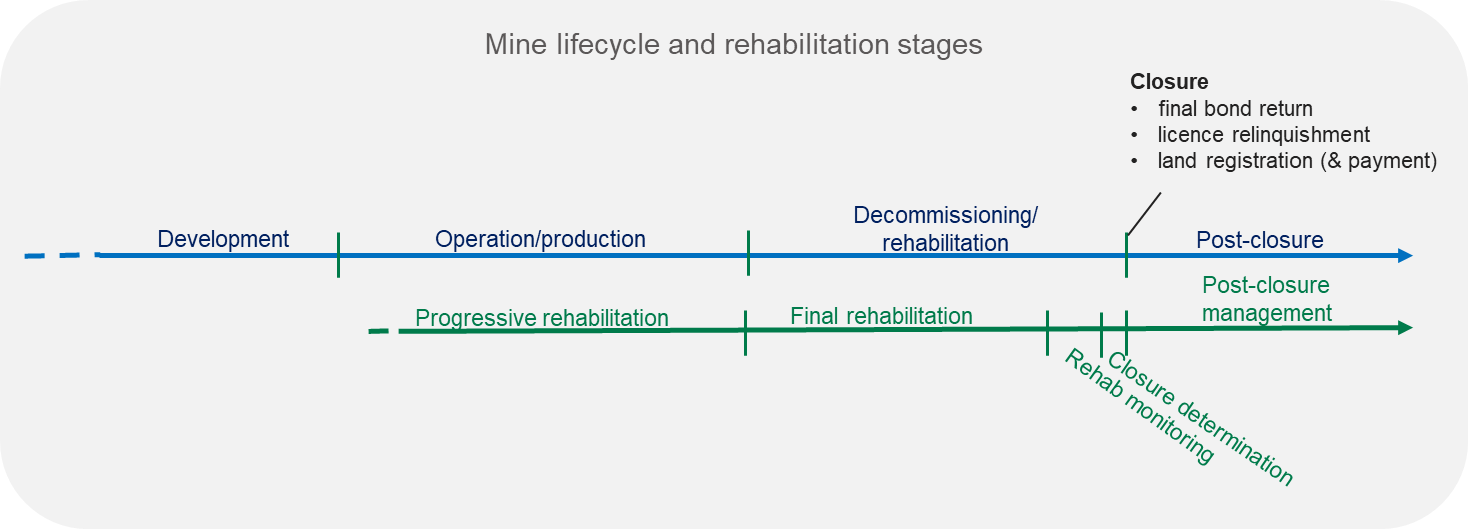 Mine lifecycle and rehabilitation stages
Closure
• final bond return
• licence relinquishment
• land registration (& payment)
Development
Operation/production
Decommissioning/
rehabilitation
Post-closure
Progressive rehabilitation
Final rehabilitation
Post-closure
management
Rehab monitoring
Closure determination